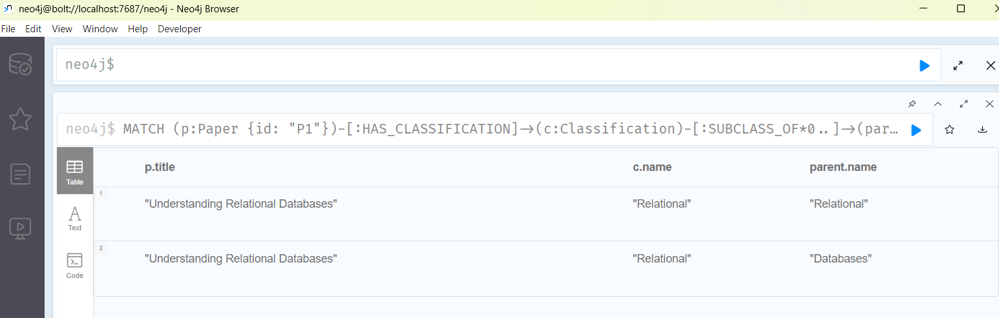 neo4j@bolt://localhost:7687/neo4j - Neo4j Browser
File Edit View Window Help Developer
neo4j$
neo4j$ MATCH (p:Paper {id: "P1"})-[:HAS_CLASSIFICATION]->(c:Classification)-[:SUBCLASS_OF*0..]->(par…
Table
p.title c.name parent.name
1
"Understanding Relational Databases" "Relational" "Relational"
Text
2
"Understanding Relational Databases" "Relational" "Databases"
Code